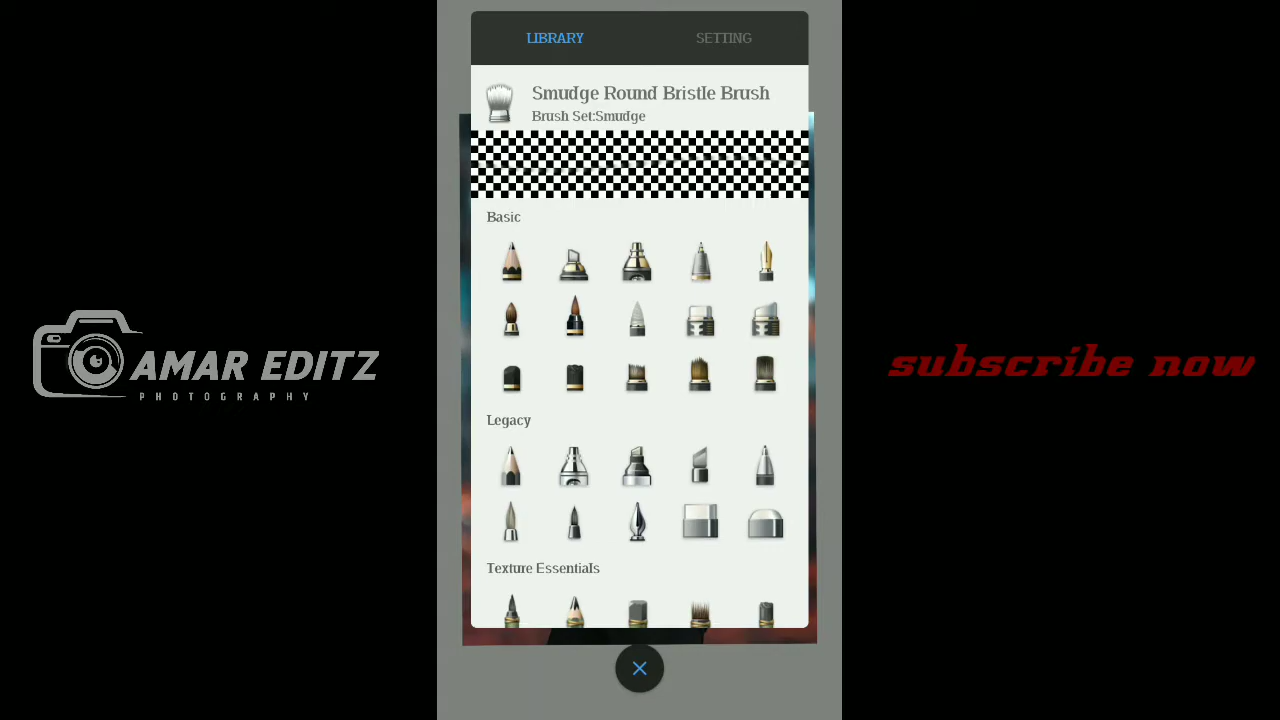 LIBRARY
SETTING
Smudge Round Bristle Brush
Brush Set:Smudge
Basic
Legacy
Texture Essentials
AMAR EDITZ
PHOTOGRAPHY
subscribe now